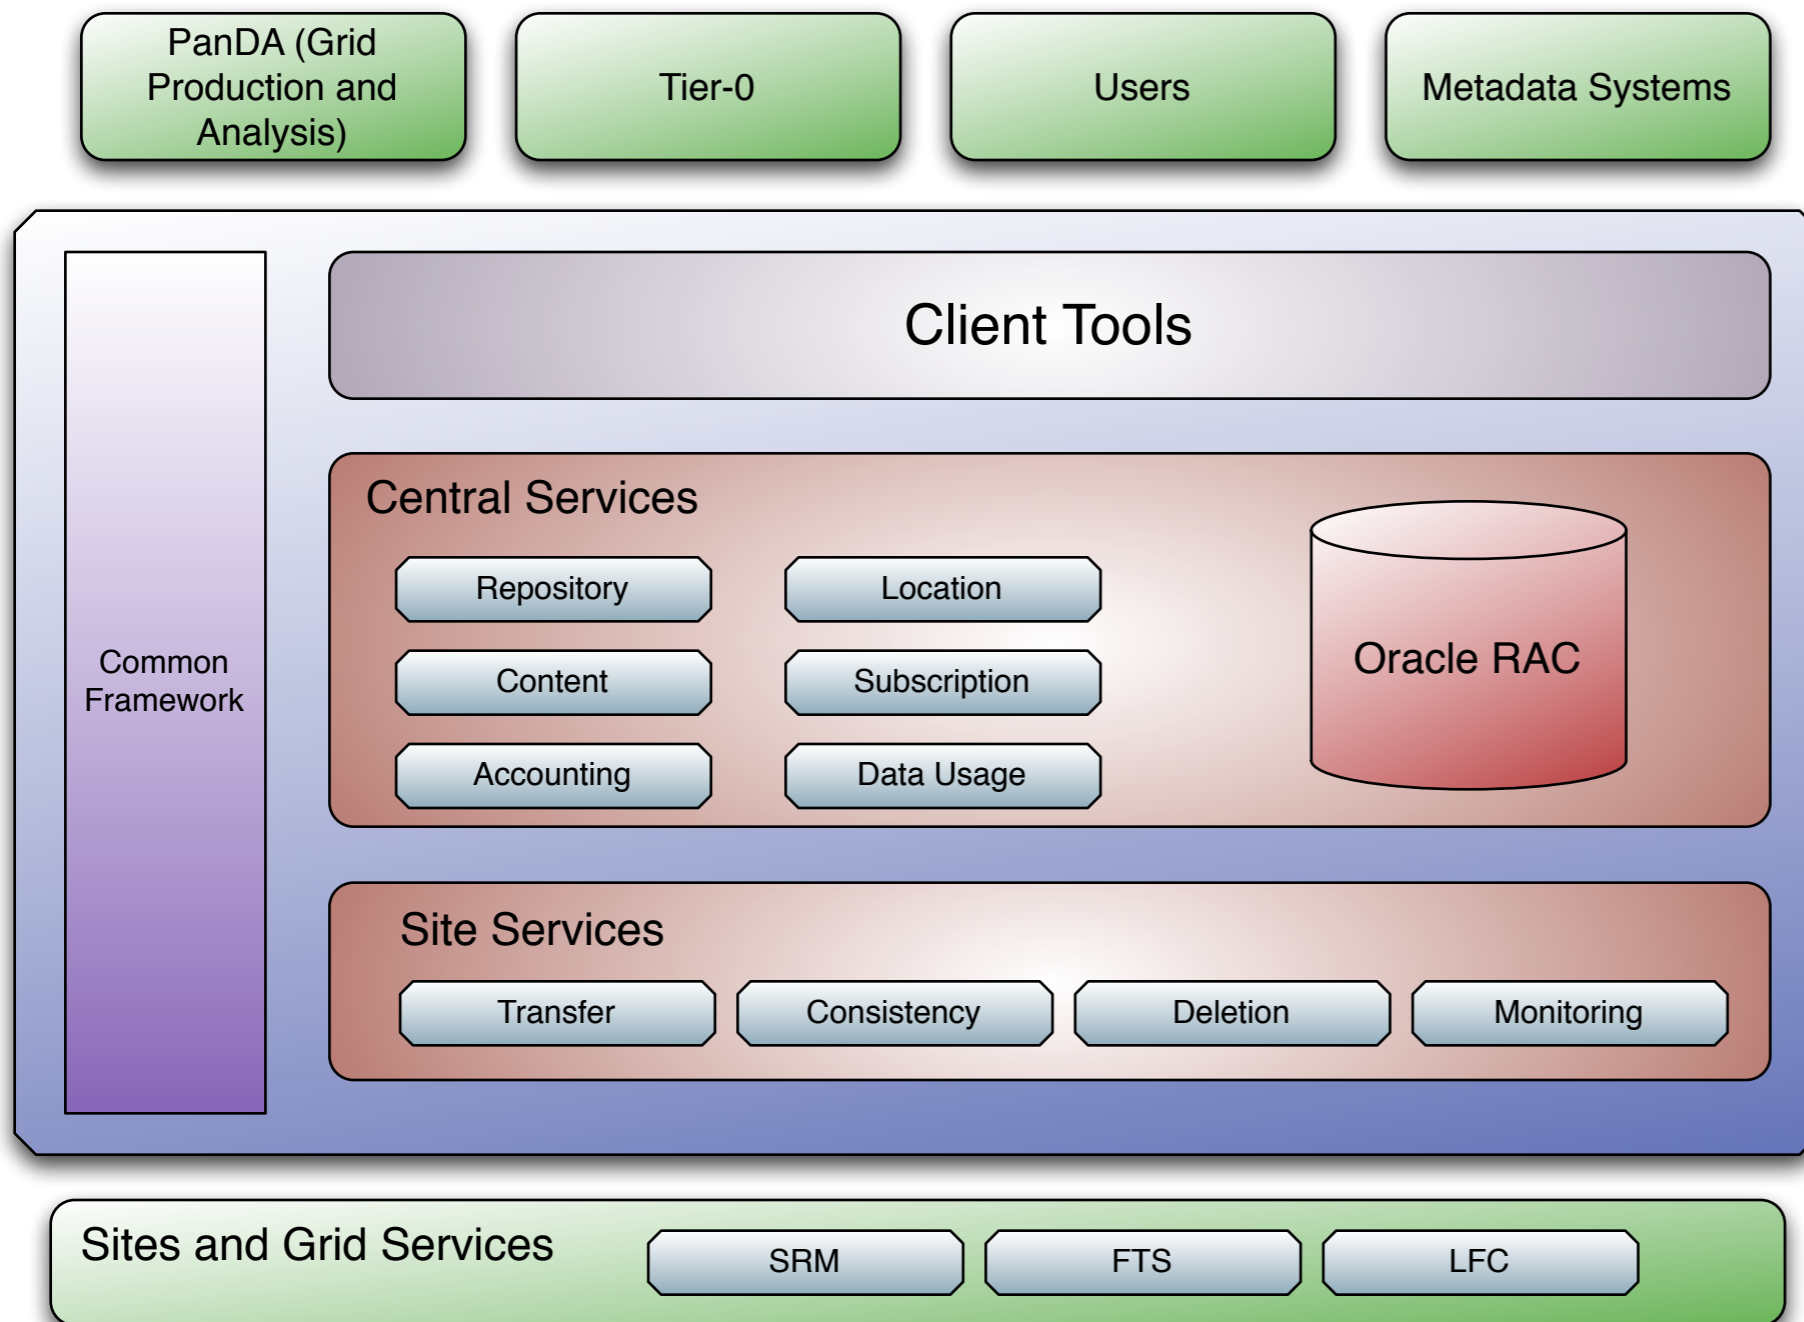 PanDA (Grid
Production and
Analysis)
Tier-0
Users
Metadata Systems
Common
Framework
Client Tools
Central Services
Repository
Location
Content
Subscription
Accounting
Data Usage
Oracle RAC
Site Services
Transfer
Consistency
Deletion
Monitoring
Sites and Grid Services
SRM
FTS
LFC